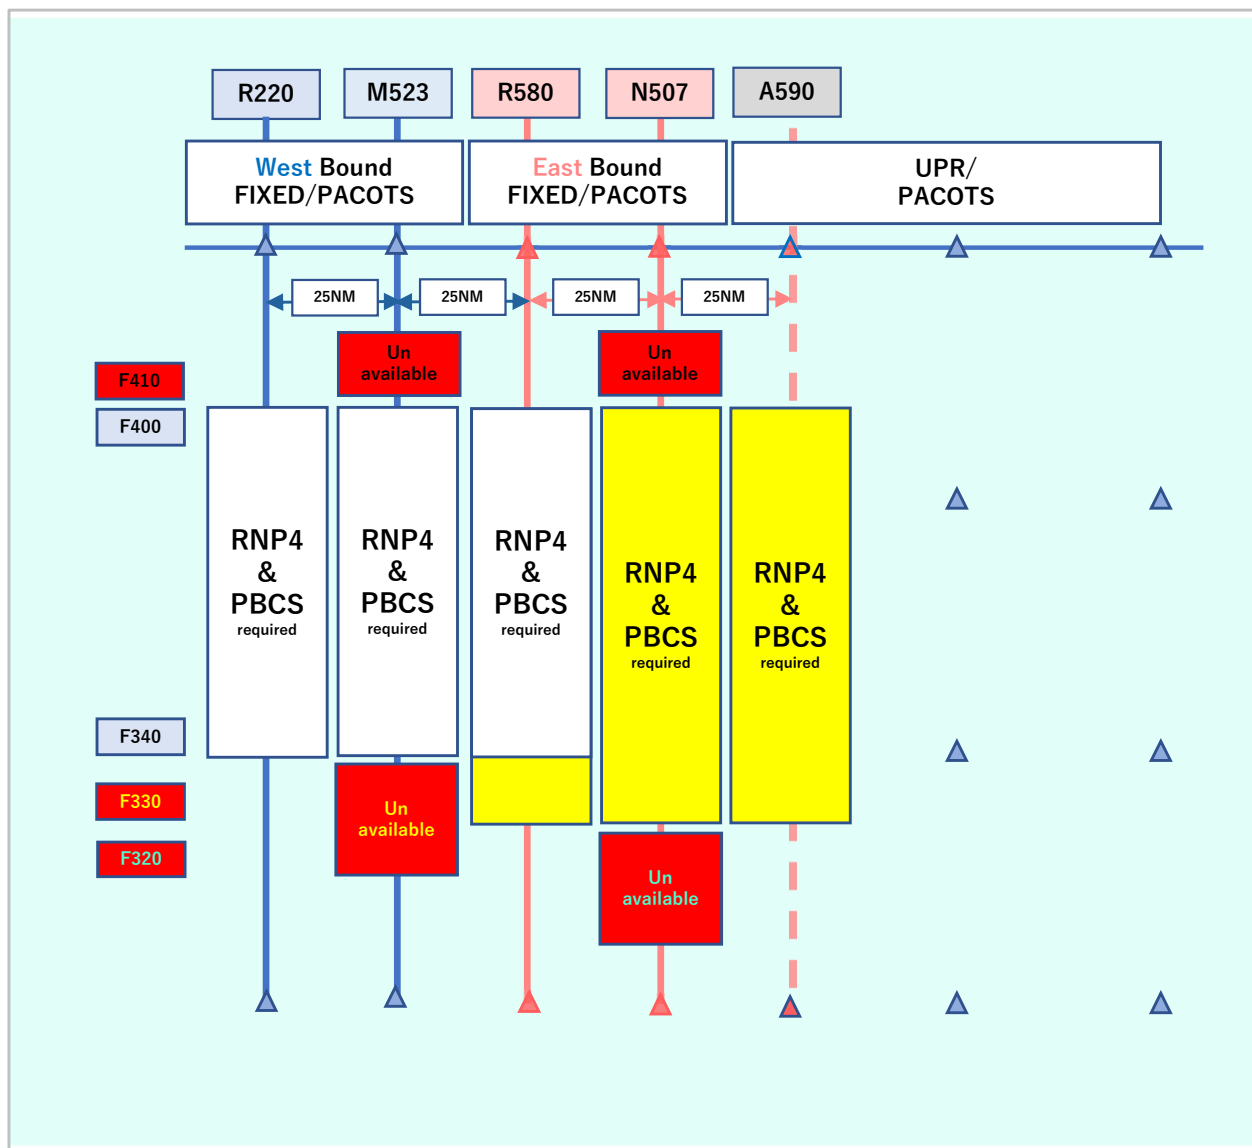 R220
M523
R580
N507
A590
West Bound
FIXED/PACOTS
East Bound
FIXED/PACOTS
UPR/
PACOTS
25NM
25NM
25NM
25NM
Un
available
Un
available
F410
F400
RNP4
&
PBCS
required
RNP4
&
PBCS
required
RNP4
&
PBCS
required
RNP4
&
PBCS
required
RNP4
&
PBCS
required
F340
F330
Un
available
F320
Un
available